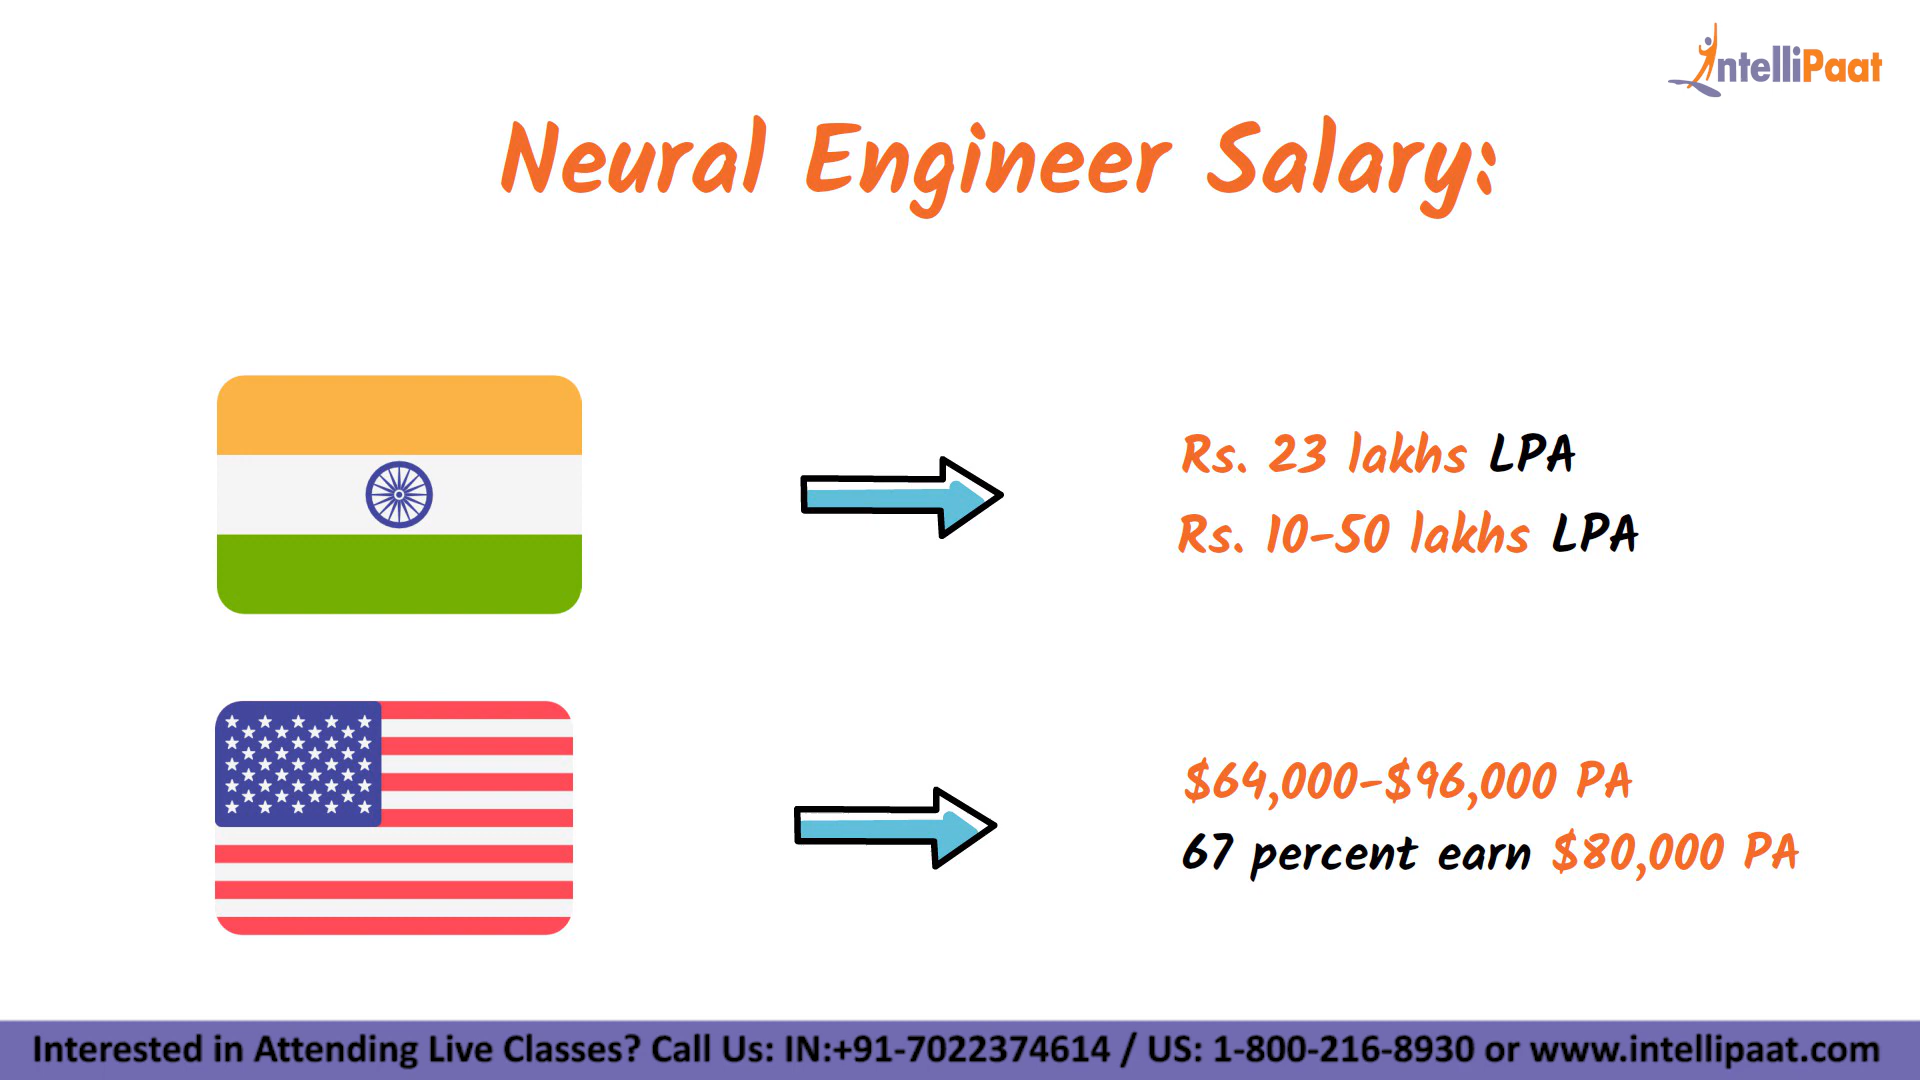 IntelliPaat
Neural Engineer Salary:
Rs. 23 lakhs LPA
Rs. 10-50 lakhs LPA
$64,000-$96,000 PA
67 percent earn $80,000 PA
Interested in Attending Live Classes? Call Us: IN:+91-7022374614 / US: 1-800-216-8930 or www.intellipaat.com